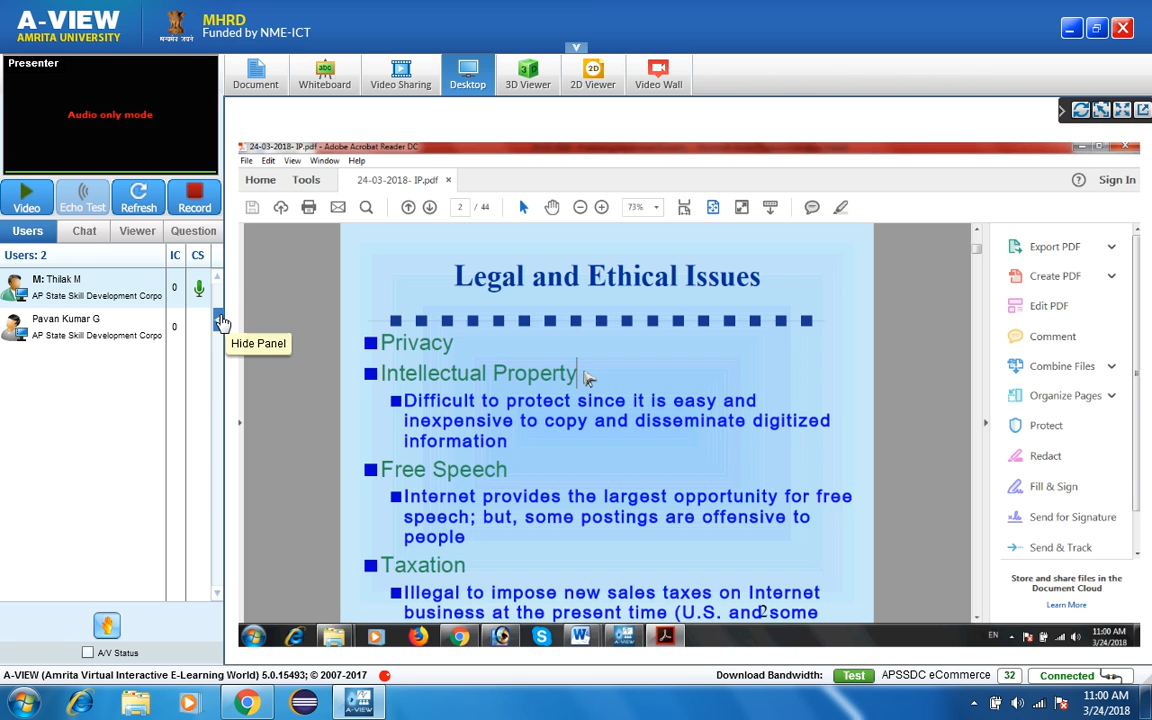 A-VIEW
AMRITA UNIVERSITY
MHRD
Funded by NME-ICT
Presenter
Audio only mode
Video
Echo Test
Refresh
Record
Users
Chat
Viewer
Question
Users: 2
IC
CS
M: Thilak M
AP State Skill Development Corpo
0
Pavan Kumar G
AP State Skill Development Corpo
0
Hide Panel
A/V Status
Document
Whiteboard
Video Sharing
Desktop
3D Viewer
2D Viewer
Video Wall
24-03-2018- IP.pdf - Adobe Acrobat Reader DC
File Edit View Window Help
Home
Tools
24-03-2018- IP.pdf ×
Sign In
2 / 44
73%
Legal and Ethical Issues
Privacy
Intellectual Property
Difficult to protect since it is easy and
inexpensive to copy and disseminate digitized
information
Free Speech
Internet provides the largest opportunity for free
speech; but, some postings are offensive to
people
Taxation
Illegal to impose new sales taxes on Internet
business at the present time (U.S. and some
2
Export PDF
Create PDF
Edit PDF
Comment
Combine Files
Organize Pages
Protect
Redact
Fill & Sign
Send for Signature
Send & Track
Store and share files in the
Document Cloud
Learn More
EN
11:00 AM
3/24/2018
A-VIEW (Amrita Virtual Interactive E-Learning World) 5.0.15493; © 2007-2017
Download Bandwidth:
Test
APSSDC eCommerce
32
Connected
11:00 AM
3/24/2018